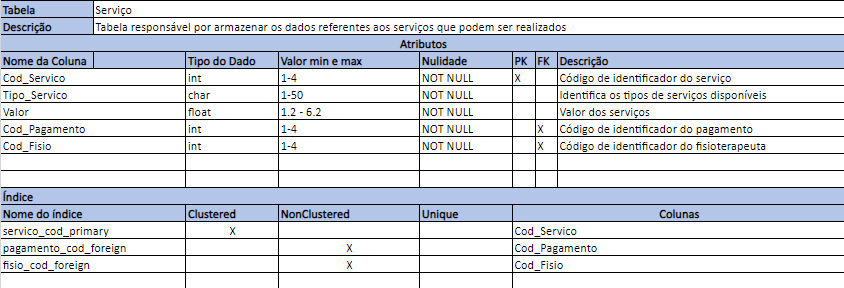 Tabela Serviço
Descrição Tabela responsável por armazenar os dados referentes aos serviços que podem ser realizados
Atributos
Nome da Coluna Tipo do Dado Valor min e max Nulidade PK FK Descrição
Cod_Servico int 1-4 NOT NULL X Código de identificador do serviço
Tipo_Servico char 1-50 NOT NULL Identifica os tipos de serviços disponíveis
Valor float 1.2 - 6.2 NOT NULL Valor dos serviços
Cod_Pagamento int 1-4 NOT NULL X Código de identificador do pagamento
Cod_Fisio int 1-4 NOT NULL X Código de identificador do fisioterapeuta
Índice
Nome do índice Clustered NonClustered Unique Colunas
servico_cod_primary X Cod_Servico
pagamento_cod_foreign X Cod_Pagamento
fisio_cod_foreign X Cod_Fisio